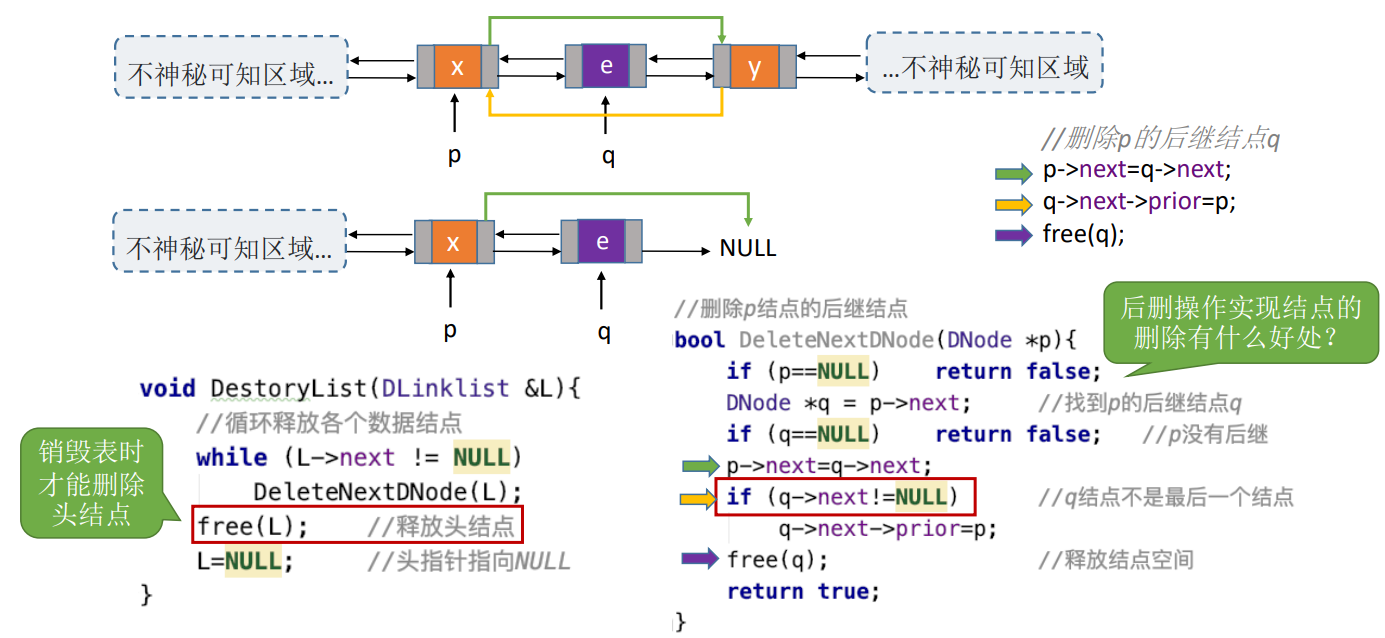 不神秘可知区域...
x
e
y
...不神秘可知区域
p
q
//删除p的后继结点q
p->next=q->next;
q->next->prior=p;
free(q);
不神秘可知区域...
x
e
NULL
p
q
后删操作实现结点的
删除有什么好处？
//删除p结点的后继结点
bool DeleteNextDNode(DNode *p){
if (p==NULL) return false;
DNode *q = p->next; //找到p的后继结点q
if (q==NULL) return false; //p没有后继
p->next=q->next;
if (q->next!=NULL) //q结点不是最后一个结点
q->next->prior=p;
free(q); //释放结点空间
return true;
}
void DestoryList(DLinklist &L){
//循环释放各个数据结点
while (L->next != NULL)
DeleteNextDNode(L);
free(L); //释放头结点
L=NULL; //头指针指向NULL
}
销毁表时
才能删除
头结点